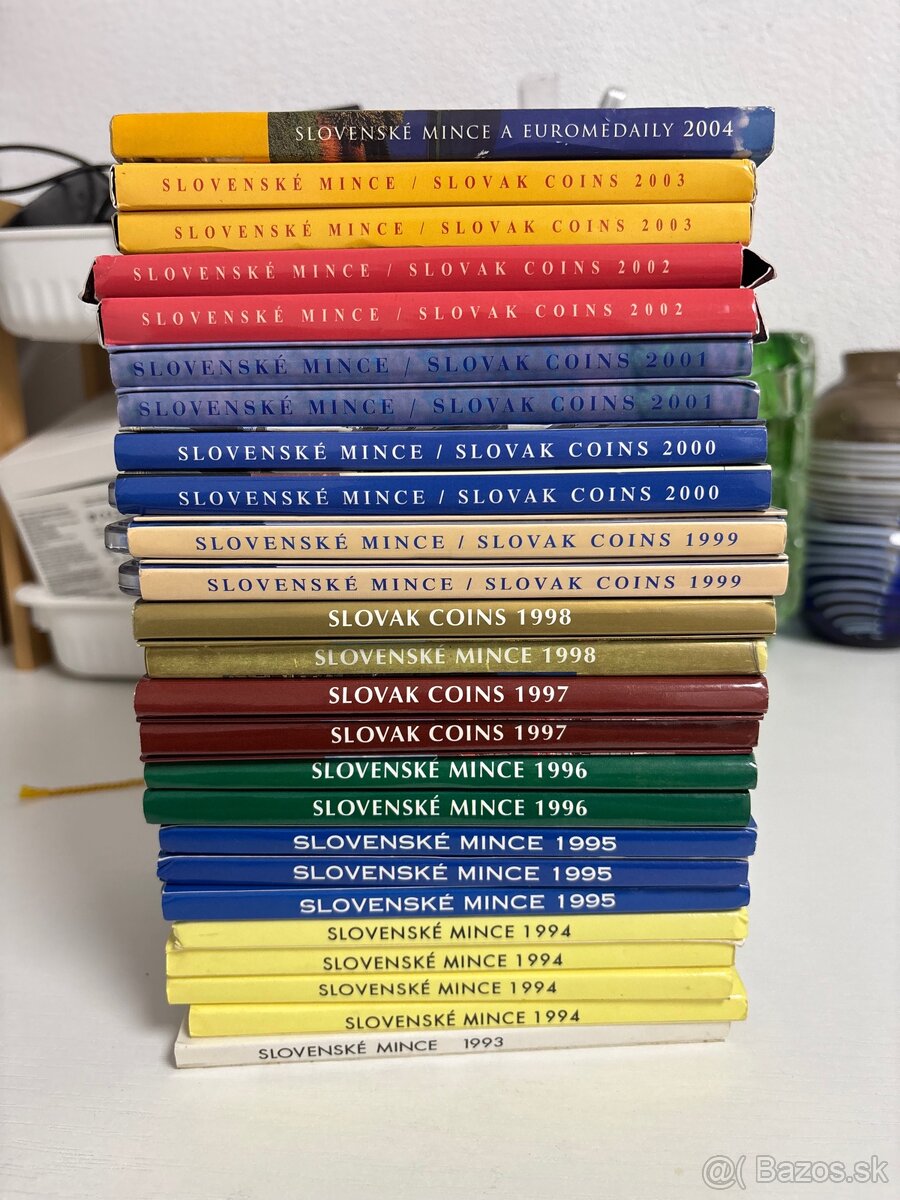 SLOVENSKÉ MINCE A EUROMEDAILY 2004
SLOVENSKÉ MINCE / SLOVAK COINS 2003
SLOVENSKÉ MINCE / SLOVAK COINS 2003
SLOVENSKÉ MINCE / SLOVAK COINS 2002
SLOVENSKÉ MINCE / SLOVAK COINS 2002
SLOVENSKÉ MINCE / SLOVAK COINS 2001
SLOVENSKÉ MINCE / SLOVAK COINS 2001
SLOVENSKÉ MINCE / SLOVAK COINS 2000
SLOVENSKÉ MINCE / SLOVAK COINS 2000
SLOVENSKÉ MINCE / SLOVAK COINS 1999
SLOVENSKÉ MINCE / SLOVAK COINS 1999
SLOVAK COINS 1998
SLOVENSKÉ MINCE 1998
SLOVAK COINS 1997
SLOVAK COINS 1997
SLOVENSKÉ MINCE 1996
SLOVENSKÉ MINCE 1996
SLOVENSKÉ MINCE 1995
SLOVENSKÉ MINCE 1995
SLOVENSKÉ MINCE 1995
SLOVENSKÉ MINCE 1994
SLOVENSKÉ MINCE 1994
SLOVENSKÉ MINCE 1994
SLOVENSKÉ MINCE 1994
SLOVENSKÉ MINCE 1993
@( Bazos.sk